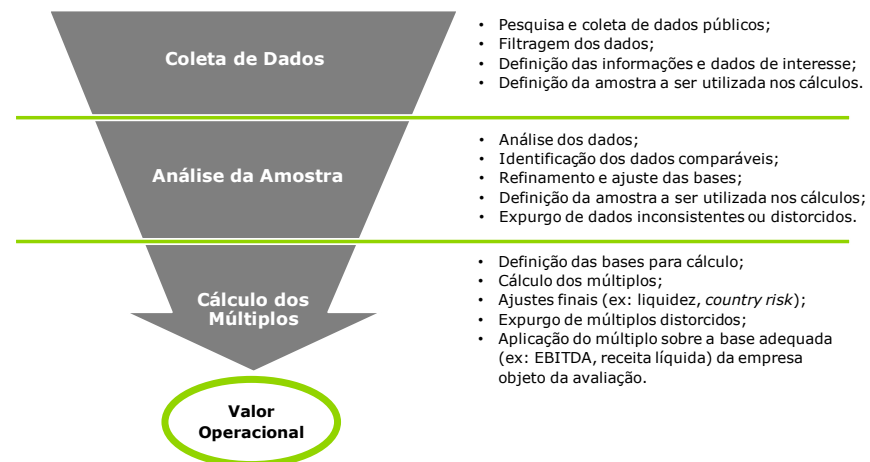 Coleta de Dados
• Pesquisa e coleta de dados públicos;
• Filtragem dos dados;
• Definição das informações e dados de interesse;
• Definição da amostra a ser utilizada nos cálculos.
Análise da Amostra
• Análise dos dados;
• Identificação dos dados comparáveis;
• Refinamento e ajuste das bases;
• Definição da amostra a ser utilizada nos cálculos;
• Expurgo de dados inconsistentes ou distorcidos.
Cálculo dos
Múltiplos
• Definição das bases para cálculo;
• Cálculo dos múltiplos;
• Ajustes finais (ex: liquidez, country risk);
• Expurgo de múltiplos distorcidos;
• Aplicação do múltiplo sobre a base adequada
(ex: EBITDA, receita líquida) da empresa
objeto da avaliação.
Valor
Operacional